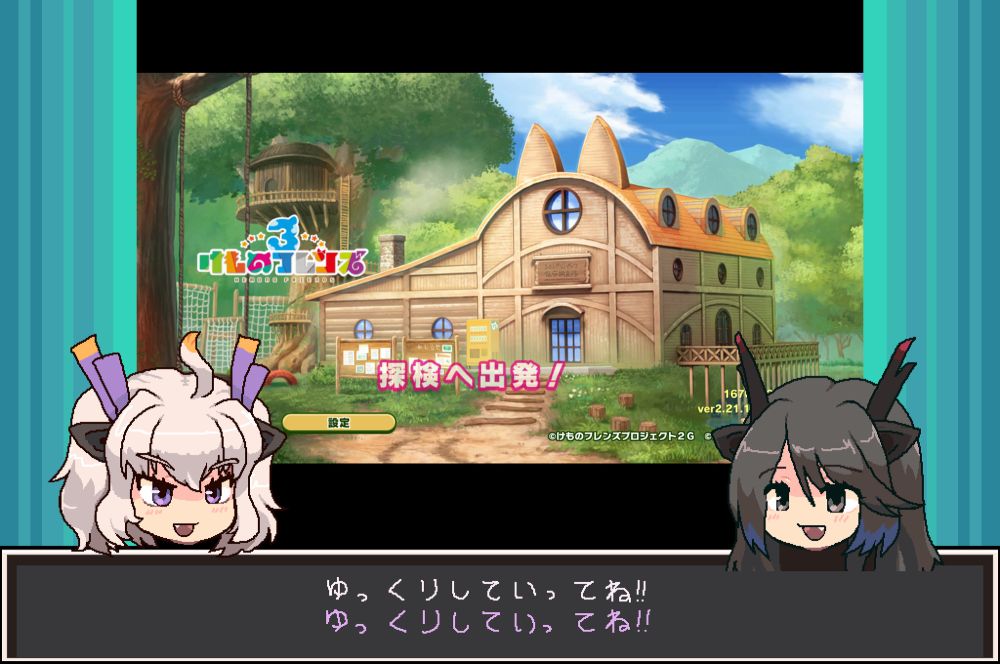 3
けものフレンズ
KEMONO FRIENDS
探検へ出発!
設定
ver2.21.1
©けものフレンズプロジェクト2G ©
ゆっくりしていってね!!
ゆっくりしていってね!!